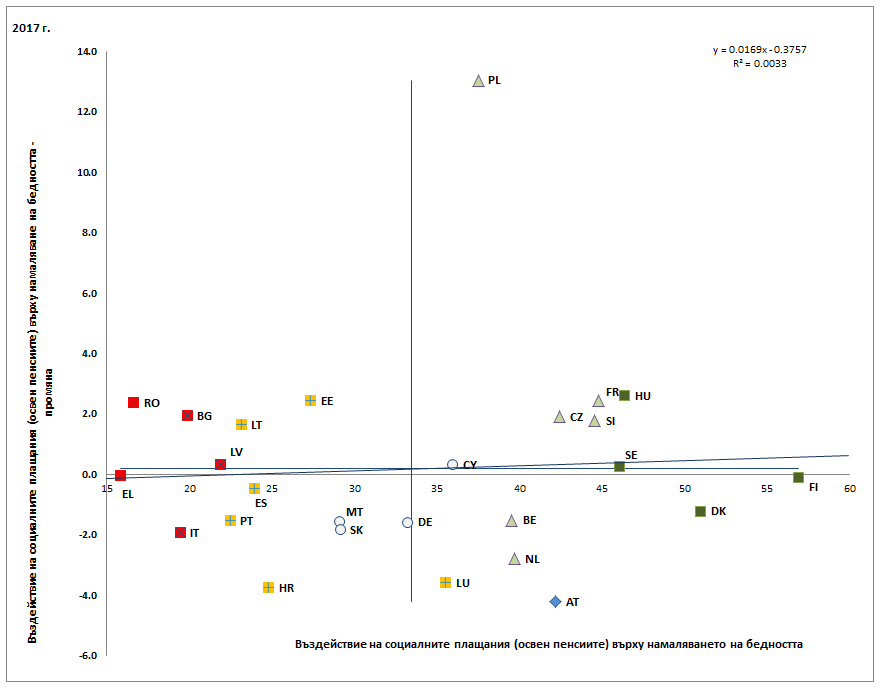 2017 г.
y = 0.0169x - 0.3757
R² = 0.0033
14.0
12.0
10.0
8.0
6.0
4.0
2.0
0.0
-2.0
-4.0
-6.0
15
20
25
30
35
40
45
50
55
60
Въздействие на социалните плащания (освен пенсиите) върху намаляване на бедността -
промяна
PL
RO
BG
LT
EE
FR
HU
CZ
SI
LV
CY
SE
EL
ES
FI
PT
IT
MT
SK
DE
BE
DK
NL
HR
LU
AT
Въздействие на социалните плащания (освен пенсиите) върху намаляването на бедността